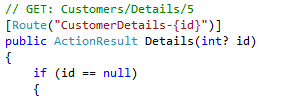 // GET: Customers/Details/5
[Route("CustomerDetails-{id}")]
public ActionResult Details(int? id)
{
if (id == null)
{